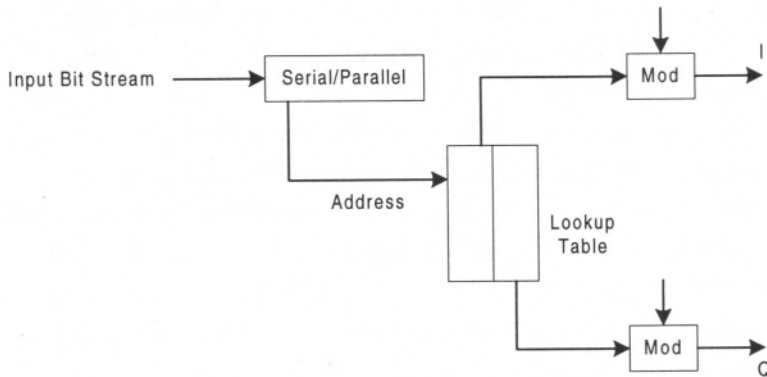 I
Input Bit Stream
Serial/Parallel
Mod
Address
Lookup
Table
Mod
Q